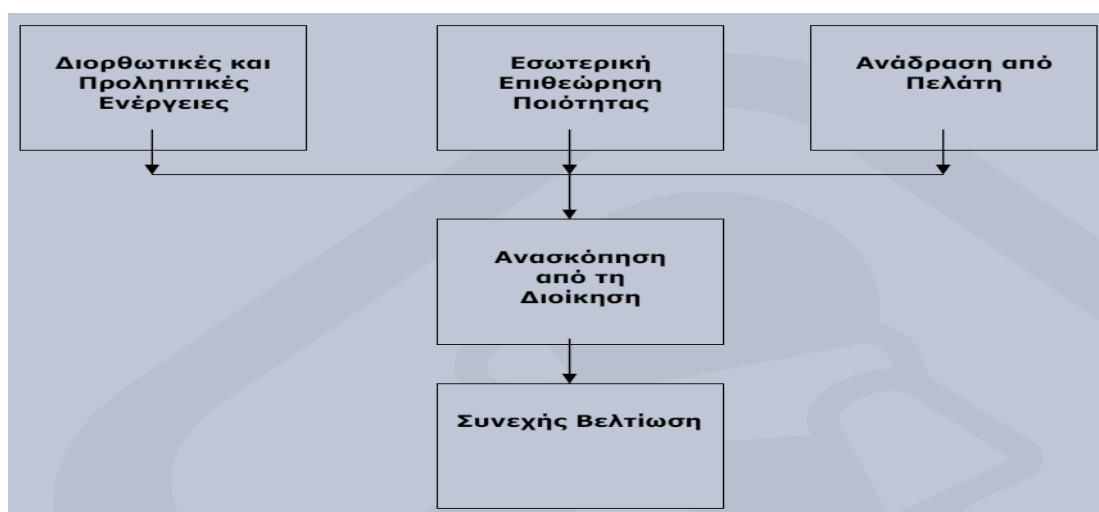 Διορθωτικές και
Προληπτικές
Ενέργειες
Εσωτερική
Επιθεώρηση
Ποιότητας
Ανάδραση από
Πελάτη
Ανασκόπηση
από τη
Διοίκηση
Συνεχής Βελτίωση